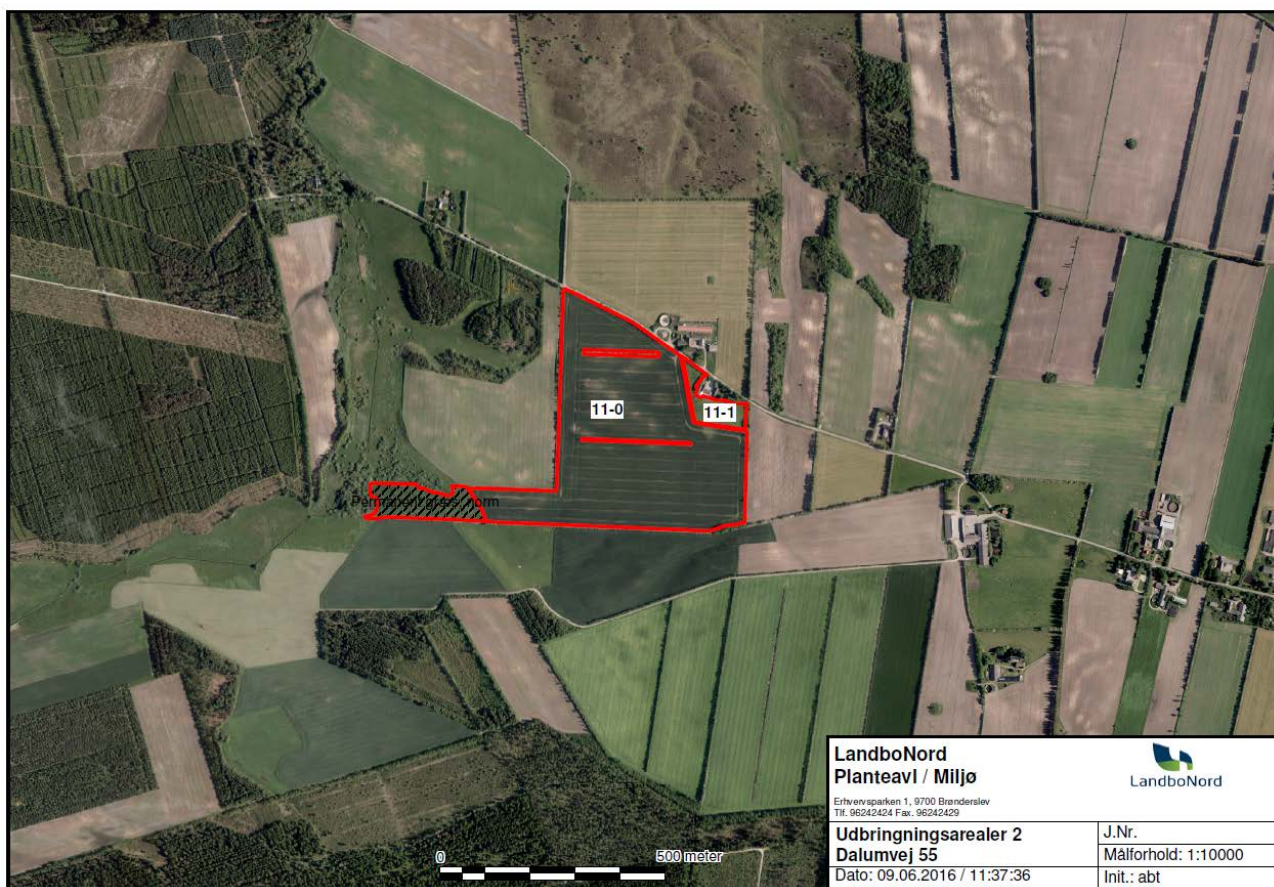 11-0
11-1
0
500 meter
LandboNord
Planteavl / Miljø
Erhvervsparken 1, 9700 Brønderslev
Tlf. 96242424 Fax. 96242429
LandboNord
Udbringningsarealer 2
Dalumvej 55
Dato: 09.06.2016 / 11:37:36
J.Nr.
Målforhold: 1:10000
Init.: abt